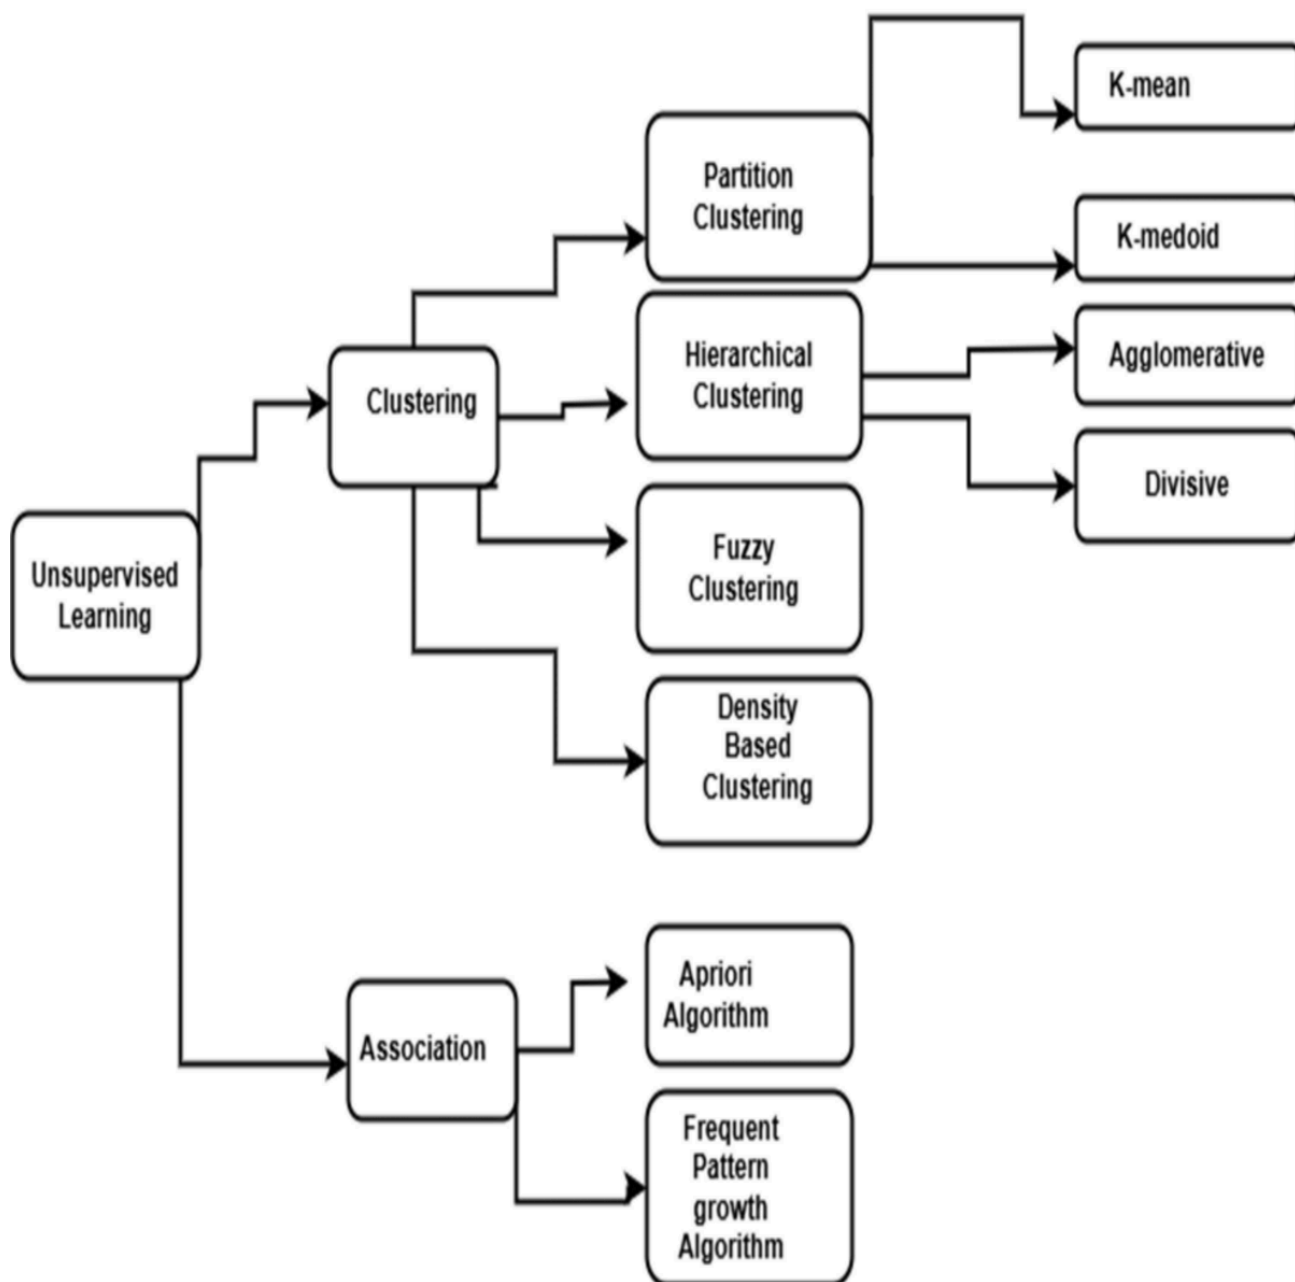 K-mean
Partition
Clustering
K-medoid
Hierarchical
Clustering
Agglomerative
Clustering
Divisive
Unsupervised
Learning
Fuzzy
Clustering
Density
Based
Clustering
Apriori
Algorithm
Association
Frequent
Pattern
growth
Algorithm